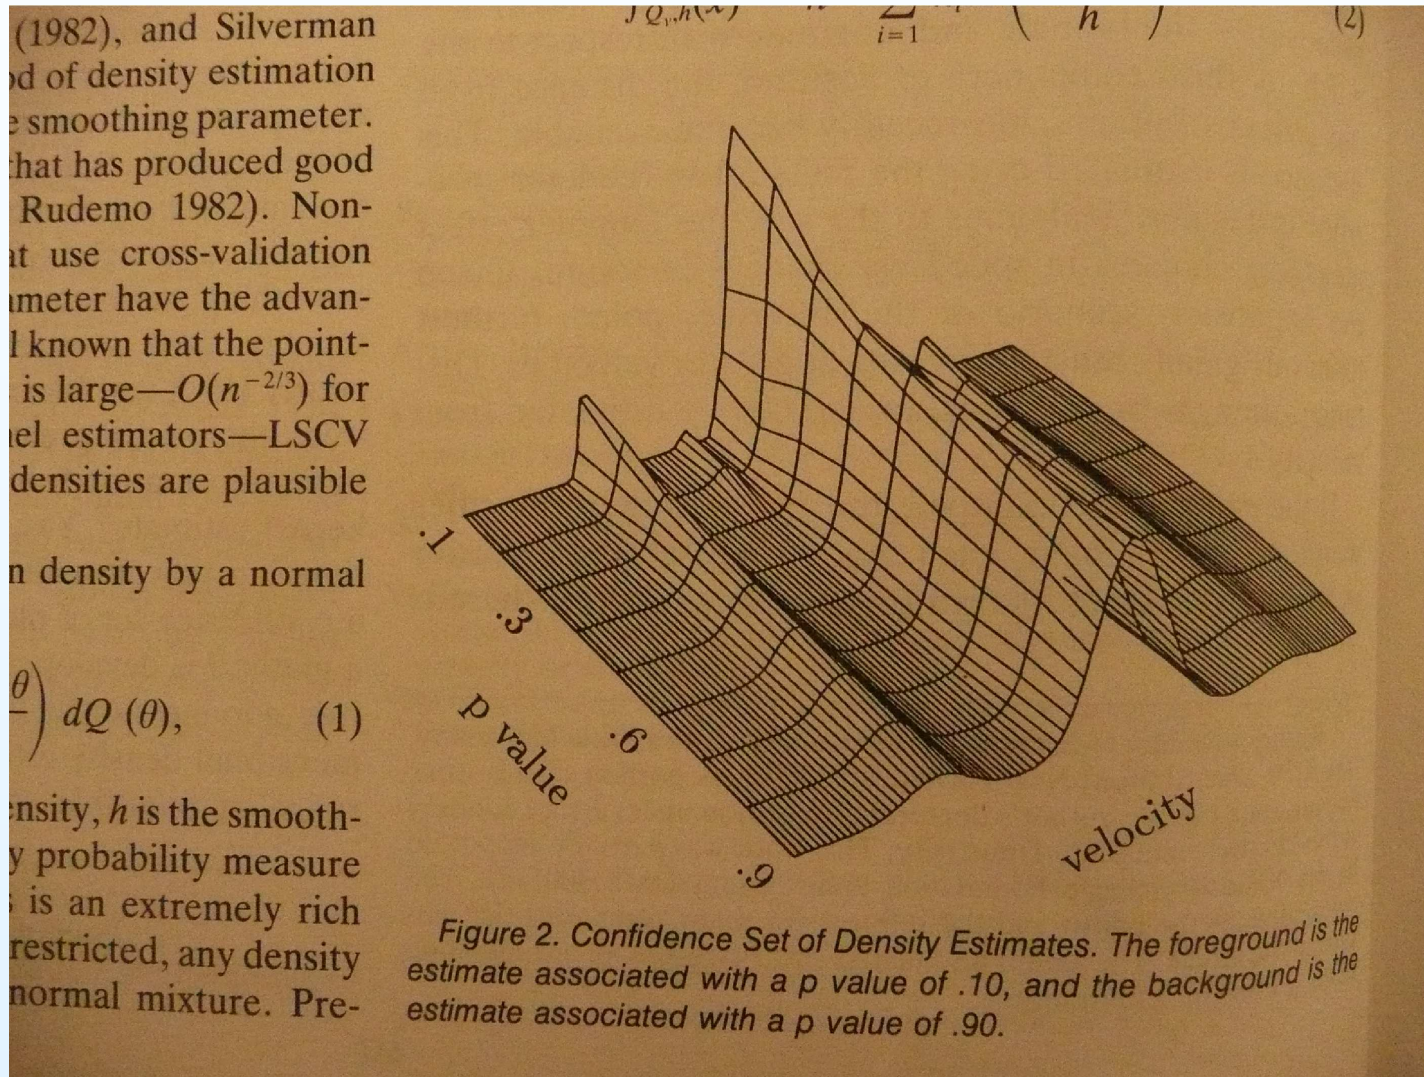 (1982), and Silverman
of density estimation
smoothing parameter.
that has produced good
Rudemo 1982). Non-
use cross-validation
have the advan-
known that the point-
is large—O(n⁻²/³) for
estimators—LSCV
densities are plausible
density by a normal
θ
) dQ (θ), (1)
h is the smooth-
probability measure
is an extremely rich
restricted, any density
normal mixture. Pre-
i=1 h (2)
.1
.3
p value
.6
.9
velocity
Figure 2. Confidence Set of Density Estimates. The foreground is the
estimate associated with a p value of .10, and the background is the
estimate associated with a p value of .90.